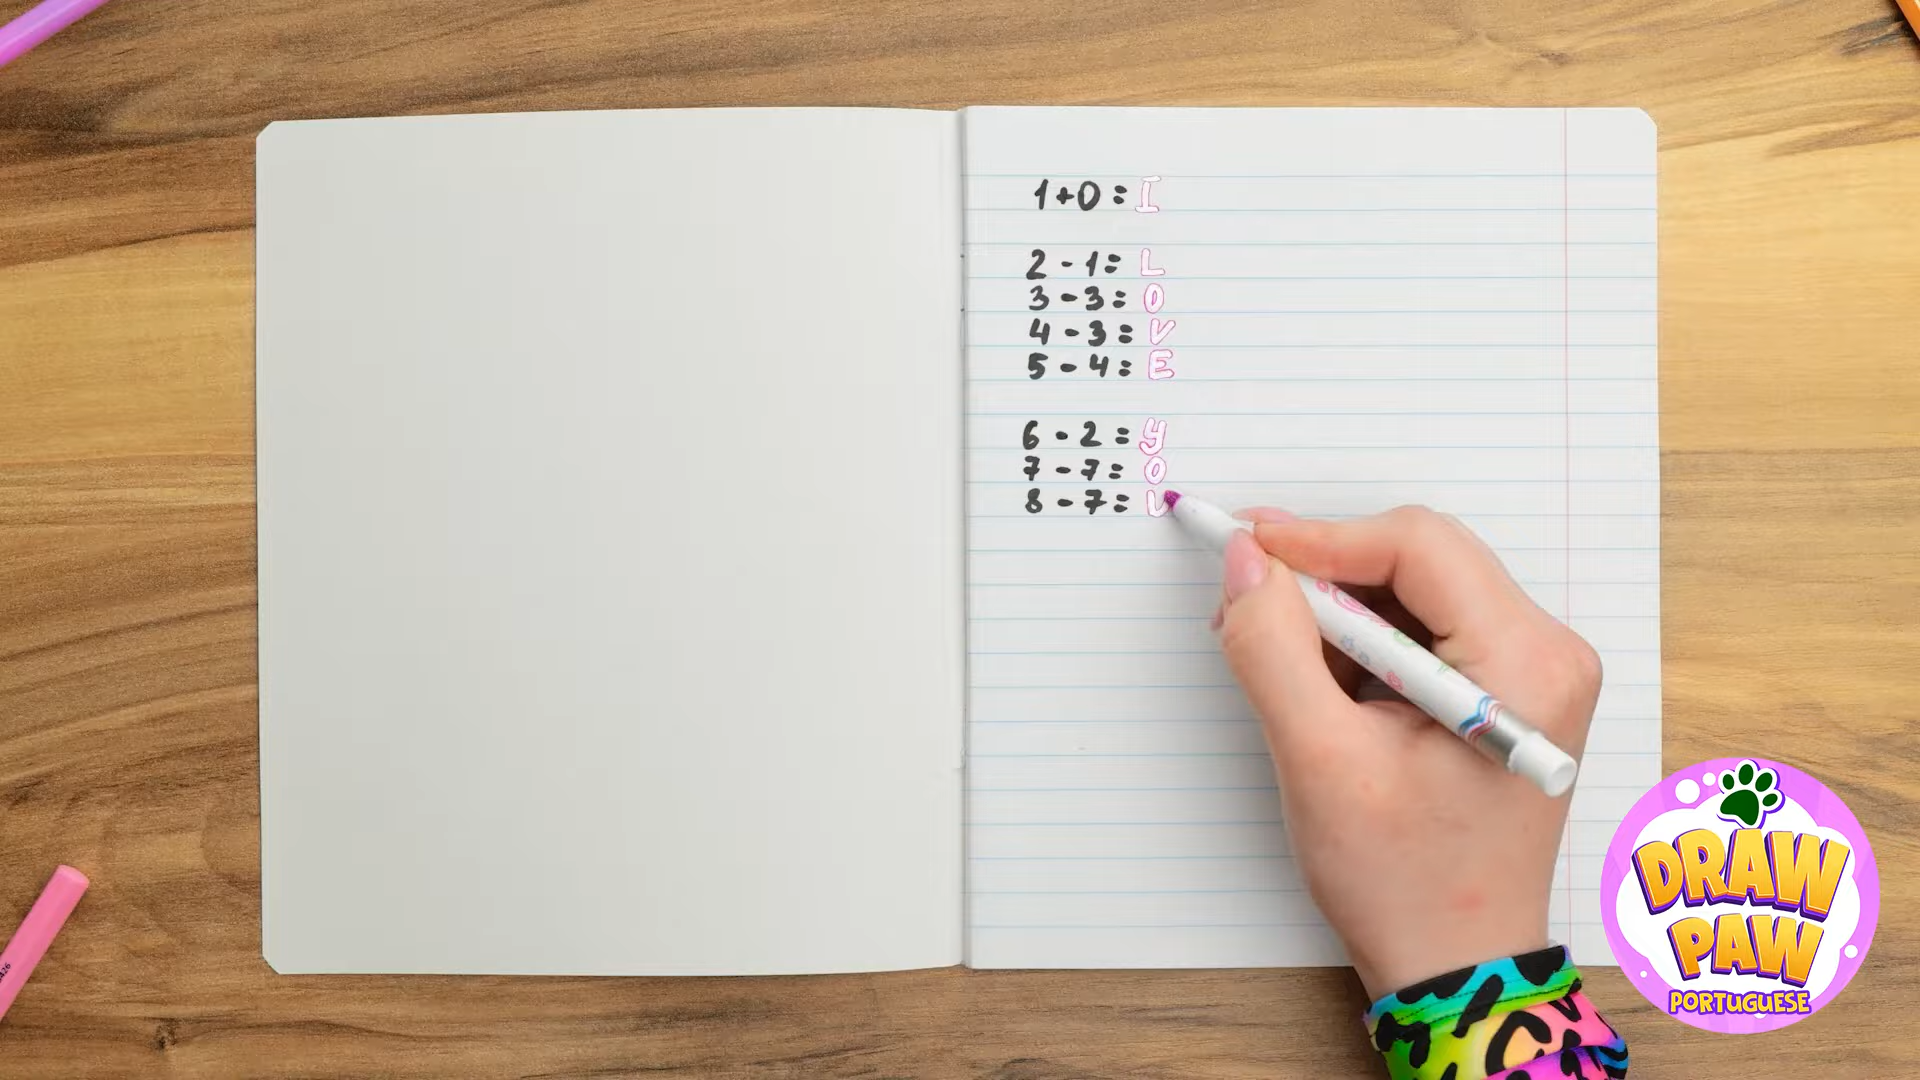 1+0 = I
2 - 1 = L
3 - 3 = O
4 - 3 = V
5 - 4 = E
6 - 2 = y
7 - 7 = O
8 - 7 = U
DRAW
PAW
PORTUGUESE